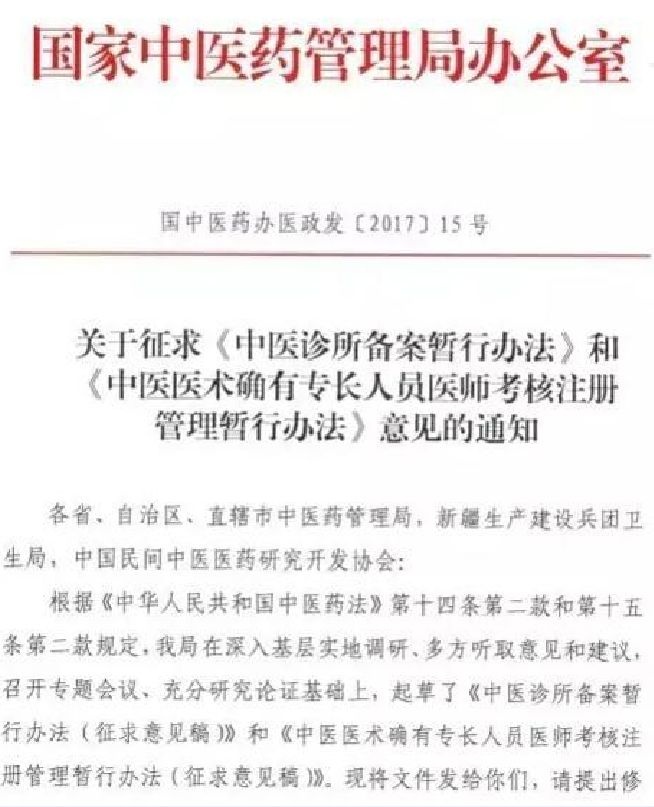 国家中医药管理局办公室
国中医药办医政发〔2017〕15号
关于征求《中医诊所备案暂行办法》和
《中医医术确有专长人员医师考核注册
管理暂行办法》意见的通知
各省、自治区、直辖市中医药管理局，新疆生产建设兵团卫
生局，中国民间中医医药研究开发协会：
根据《中华人民共和国中医药法》第十四条第二款和第十五
条第二款规定，我局在深入基层实地调研、多方听取意见和建议，
召开专题会议、充分研究论证基础上，起草了《中医诊所备案暂
行办法（征求意见稿）》和《中医医术确有专长人员医师考核注
册管理暂行办法（征求意见稿）》。现将文件发给你们，请提出修